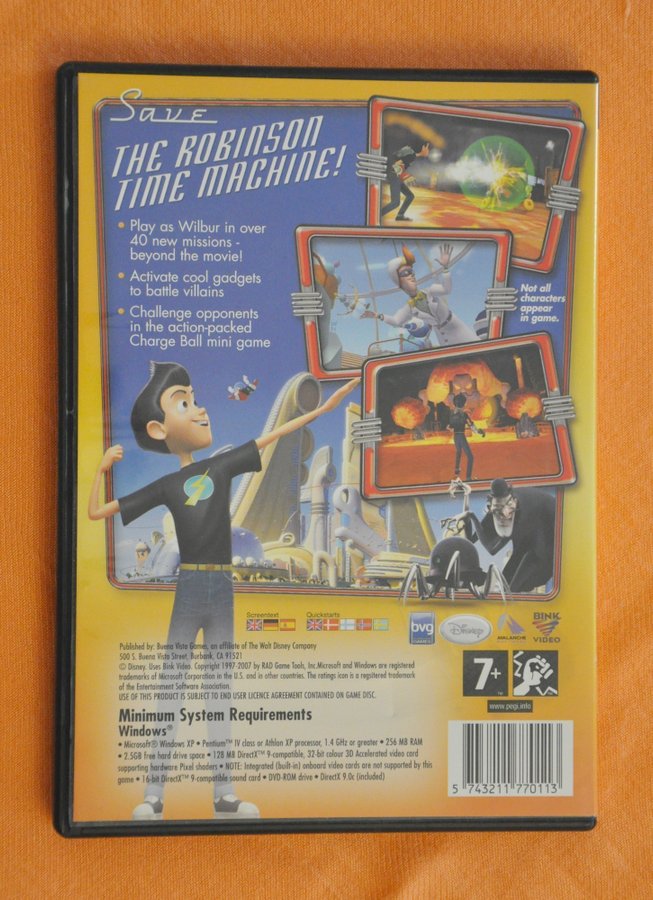 Save
THE ROBINSON
TIME MACHINE!
• Play as Wilbur in over
40 new missions -
beyond the movie!
• Activate cool gadgets
to battle villains
• Challenge opponents
in the action-packed
Charge Ball mini game
Not all
characters
appear
in game.
Screentext
Quickstarts
bvg
GAMES
Disney
AVALANCHE
BINK
VIDEO
Published by: Buena Vista Games, an affiliate of The Walt Disney Company
500 S. Buena Vista Street, Burbank, CA 91521
© Disney. Uses Bink Video. Copyright 1997-2007 by RAD Game Tools, Inc.Microsoft and Windows are registered
trademarks of Microsoft Corporation in the U.S. and in other countries. The ratings icon is a registered trademark
of the Entertainment Software Association.
USE OF THIS PRODUCT IS SUBJECT TO END USER LICENCE AGREEMENT CONTAINED ON GAME DISC.
7+
www.pegi.info
Minimum System Requirements
Windows®
• Microsoft® Windows XP • Pentium™ IV class or Athlon XP processor, 1.4 GHz or greater • 256 MB RAM
• 2.5GB free hard drive space • 128 MB DirectX™ 9-compatible, 32-bit colour 3D Accelerated video card
supporting hardware Pixel shaders • NOTE: Integrated (built-in) onboard video cards are not supported by this
game • 16-bit DirectX™ 9-compatible sound card • DVD-ROM drive • DirectX 9.0c (included)
5 743211 770113